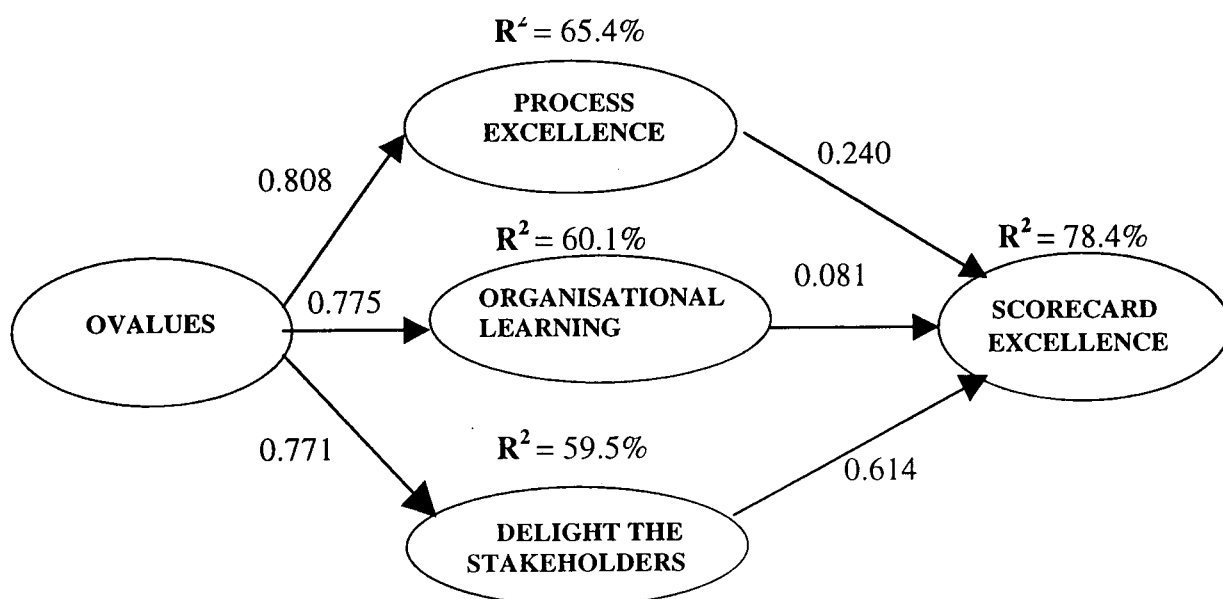 R² = 65.4%
PROCESS
EXCELLENCE
0.808
0.240
R² = 60.1%
R² = 78.4%
OVALUES
0.775
ORGANISATIONAL
LEARNING
0.081
SCORECARD
EXCELLENCE
0.771
R² = 59.5%
0.614
DELIGHT THE
STAKEHOLDERS